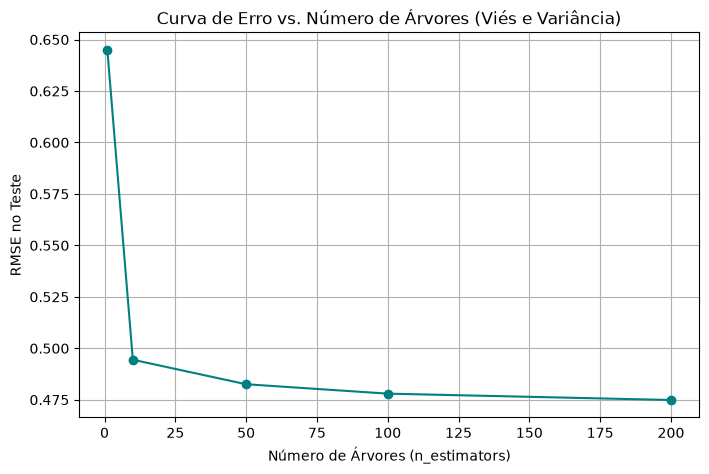 Curva de Erro vs. Número de Árvores (Viés e Variância)
0.650
0.625
0.600
0.575
0.550
0.525
0.500
0.475
RMSE no Teste
0 25 50 75 100 125 150 175 200
Número de Árvores (n_estimators)